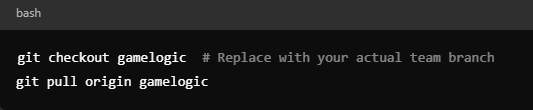 bash
git checkout gamelogic  # Replace with your actual team branch
git pull origin gamelogic